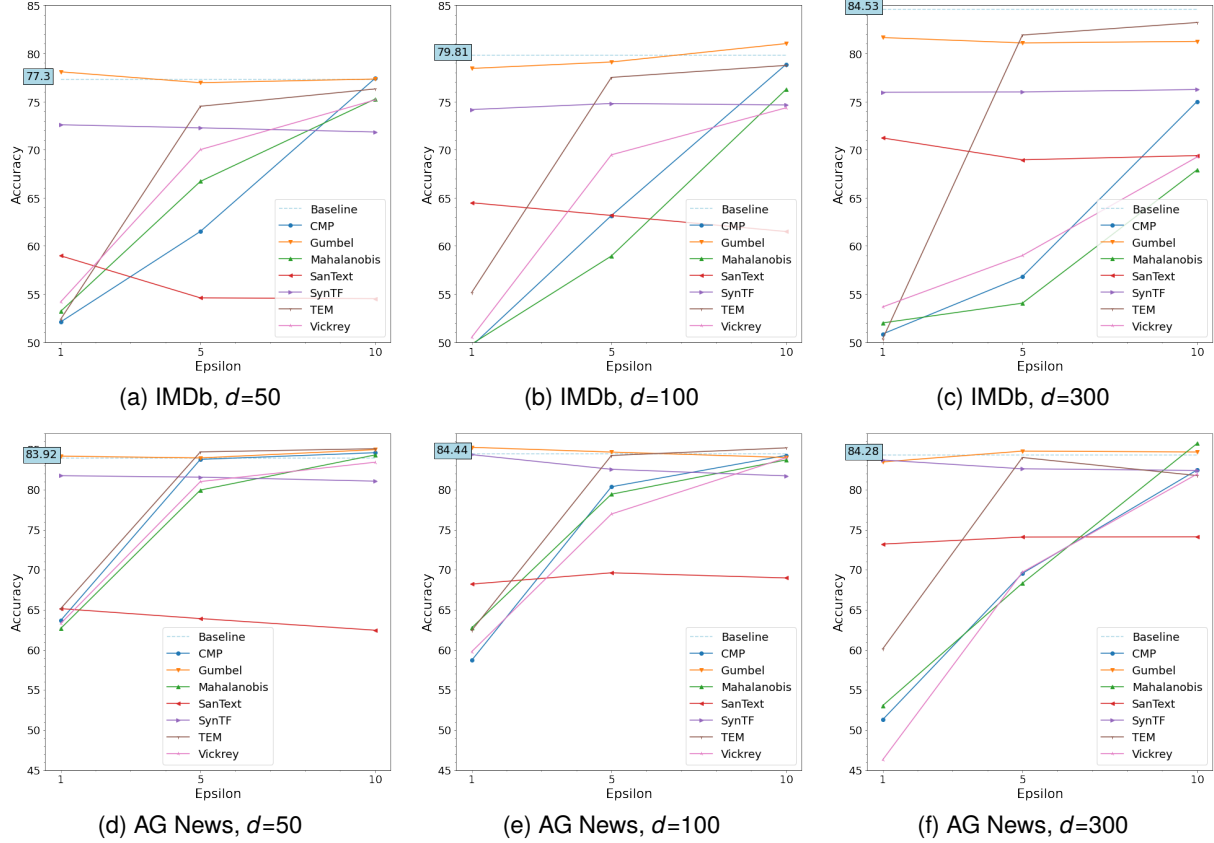 85
80
75
70
65
60
55
50
Accuracy
77.3
Baseline
CMP
Gumbel
Mahalanobis
SanText
SynTF
TEM
Vickrey
1
5
10
Epsilon
(a) IMDb, d=50
85
80
75
70
65
60
55
50
Accuracy
79.81
Baseline
CMP
Gumbel
Mahalanobis
SanText
SynTF
TEM
Vickrey
1
5
10
Epsilon
(b) IMDb, d=100
84.53
80
75
70
65
60
55
50
Accuracy
Baseline
CMP
Gumbel
Mahalanobis
SanText
SynTF
TEM
Vickrey
1
5
10
Epsilon
(c) IMDb, d=300
83.92
80
75
70
65
60
55
50
45
Accuracy
Baseline
CMP
Gumbel
Mahalanobis
SanText
SynTF
TEM
Vickrey
1
5
10
Epsilon
(d) AG News, d=50
84.44
80
75
70
65
60
55
50
45
Accuracy
Baseline
CMP
Gumbel
Mahalanobis
SanText
SynTF
TEM
Vickrey
1
5
10
Epsilon
(e) AG News, d=100
84.28
80
75
70
65
60
55
50
45
Accuracy
Baseline
CMP
Gumbel
Mahalanobis
SanText
SynTF
TEM
Vickrey
1
5
10
Epsilon
(f) AG News, d=300